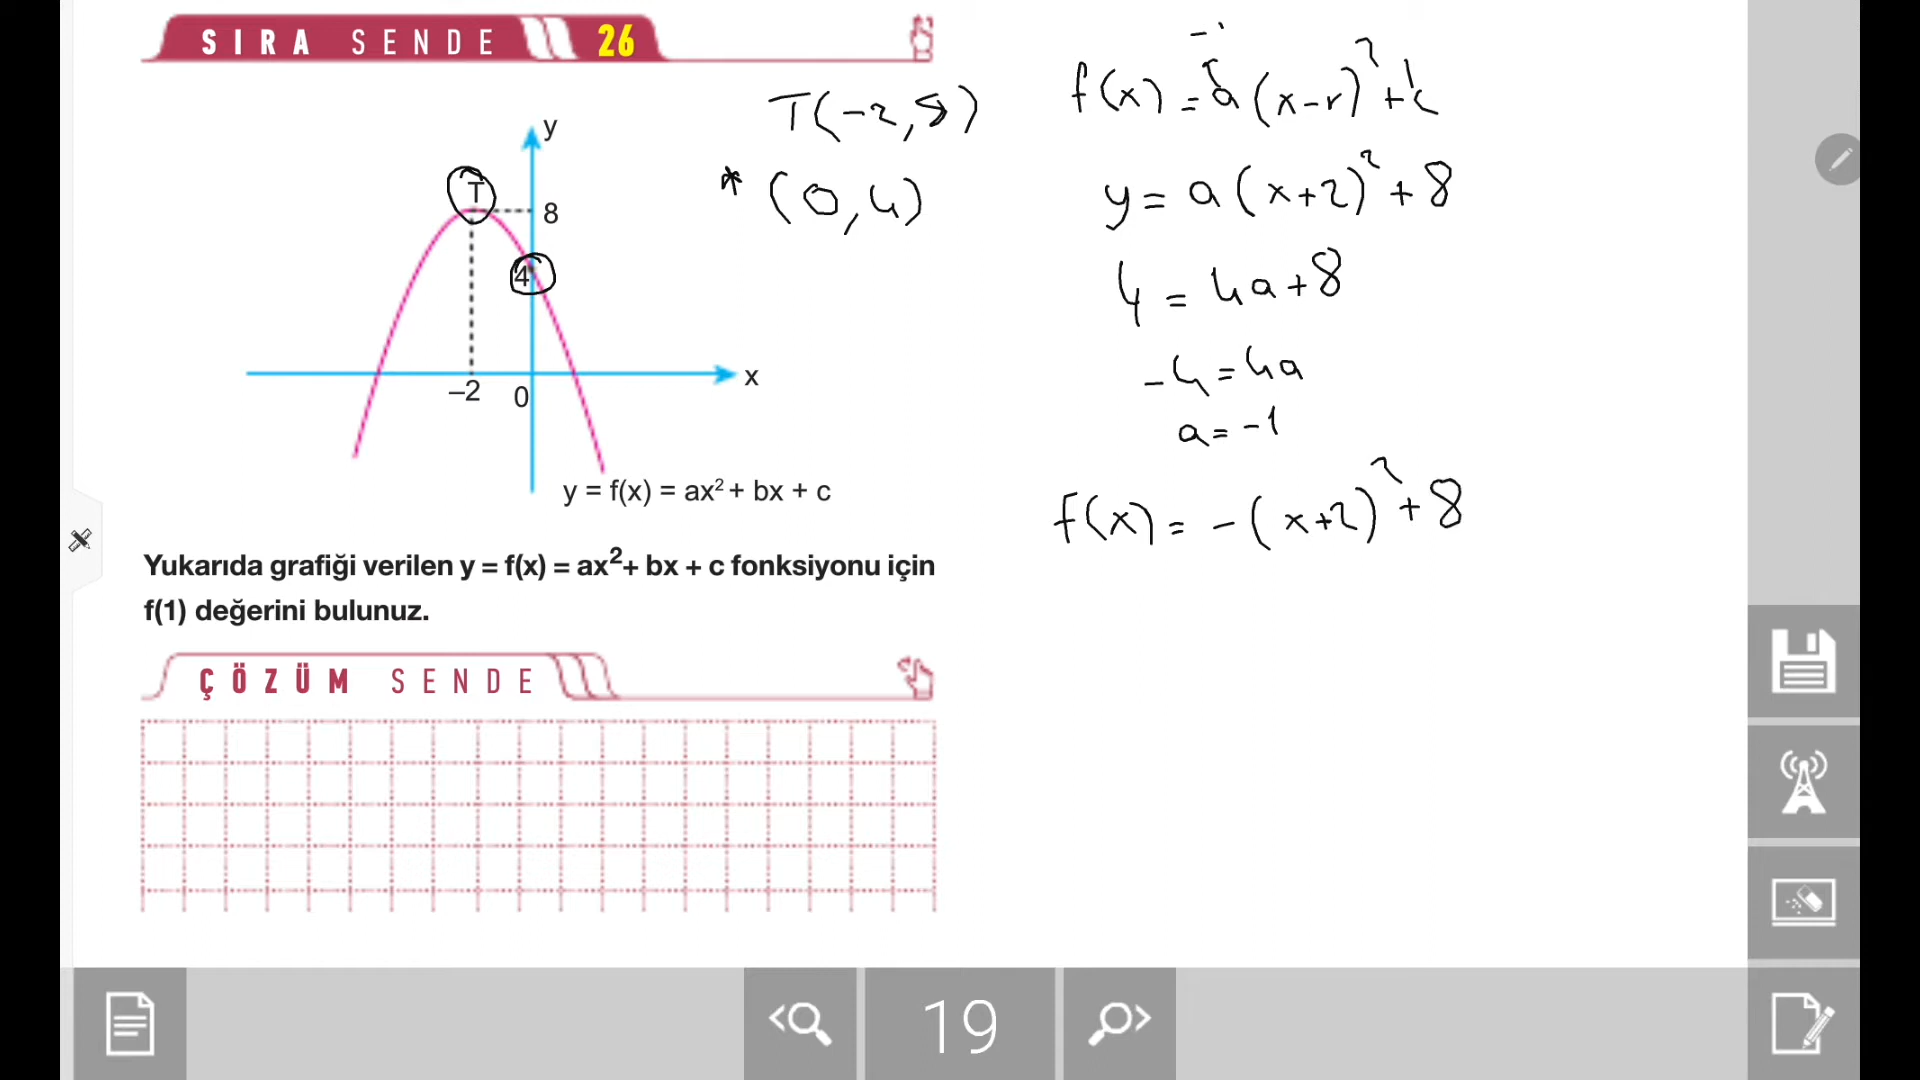 SIRA SENDE 26
y
T
8
4
–2
0
x
y = f(x) = ax² + bx + c
Yukarıda grafiği verilen y = f(x) = ax²+ bx + c fonksiyonu için
f(1) değerini bulunuz.
ÇÖZÜM SENDE
T(-2,8)
* (0,4)
f(x) = a(x-r)²+k
y = a(x+2)²+8
4 = 4a+8
-4 = 4a
a = -1
f(x) = -(x+2)²+8
19